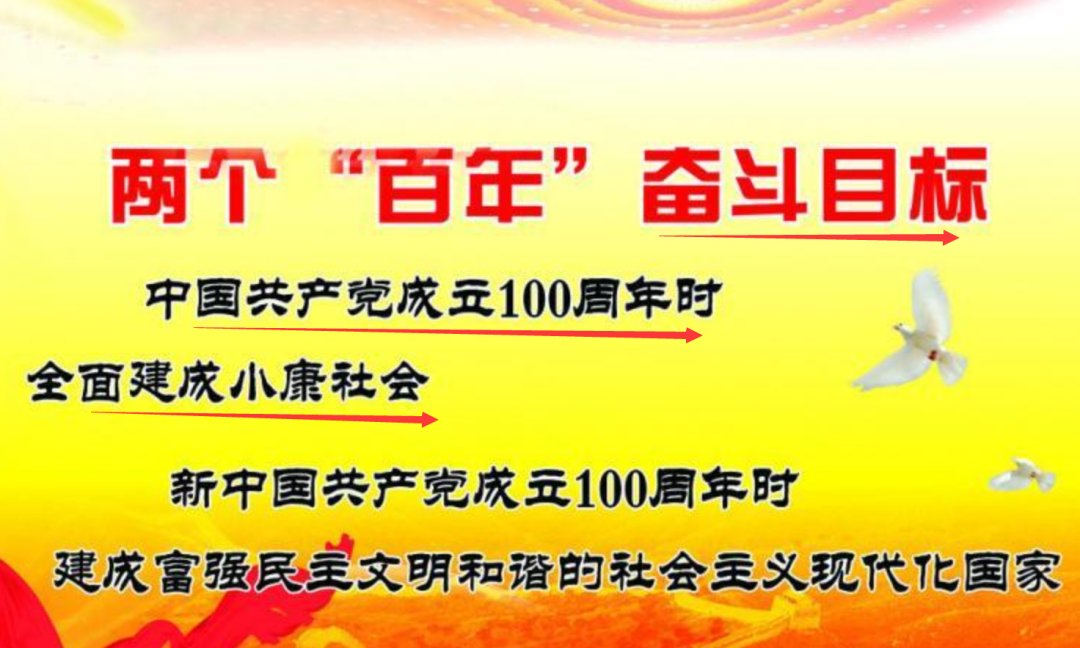 两个“百年”奋斗目标
中国共产党成立100周年时
全面建成小康社会
新中国共产党成立100周年时
建成富强民主文明和谐的社会主义现代化国家